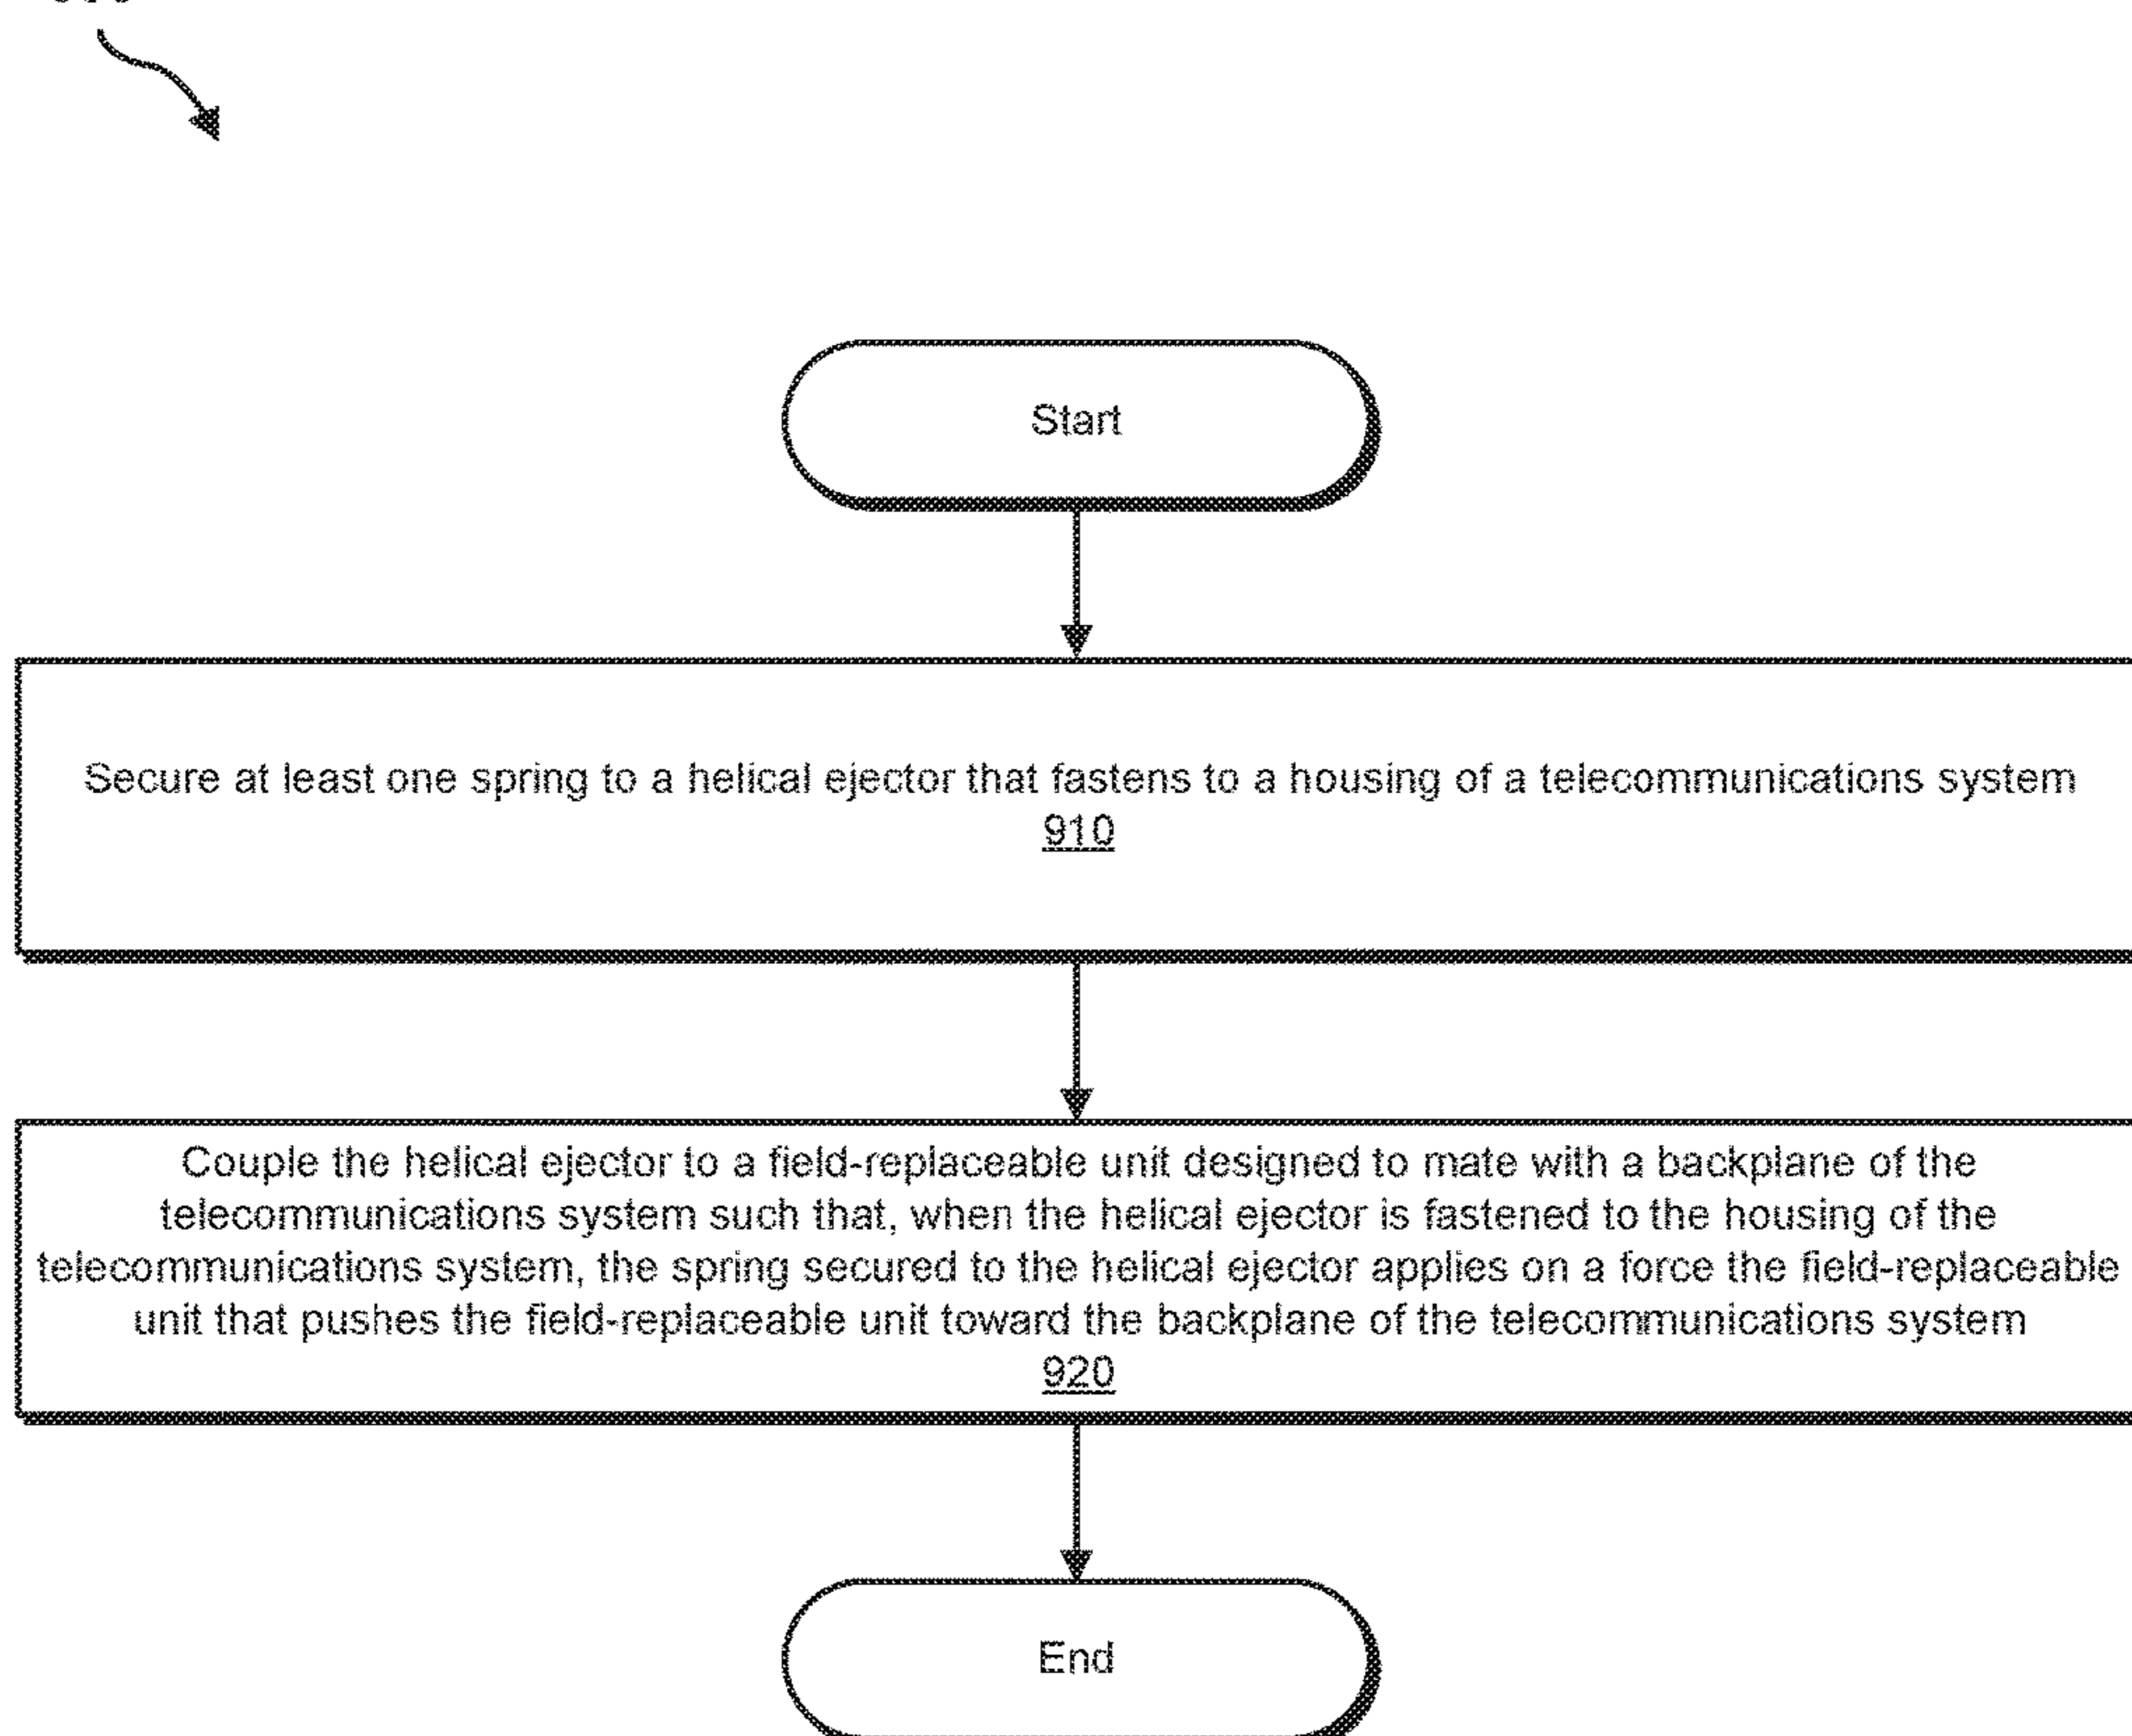 Start
Secure at least one spring to a helical ejector that fastens to a housing of a telecommunications system
910
Couple the helical ejector to a field-replaceable unit designed to mate with a backplane of the
telecommunications system such that, when the helical ejector is fastened to the housing of the
telecommunications system, the spring secured to the helical ejector applies on a force the field-replaceable
unit that pushes the field-replaceable unit toward the backplane of the telecommunications system
920
End